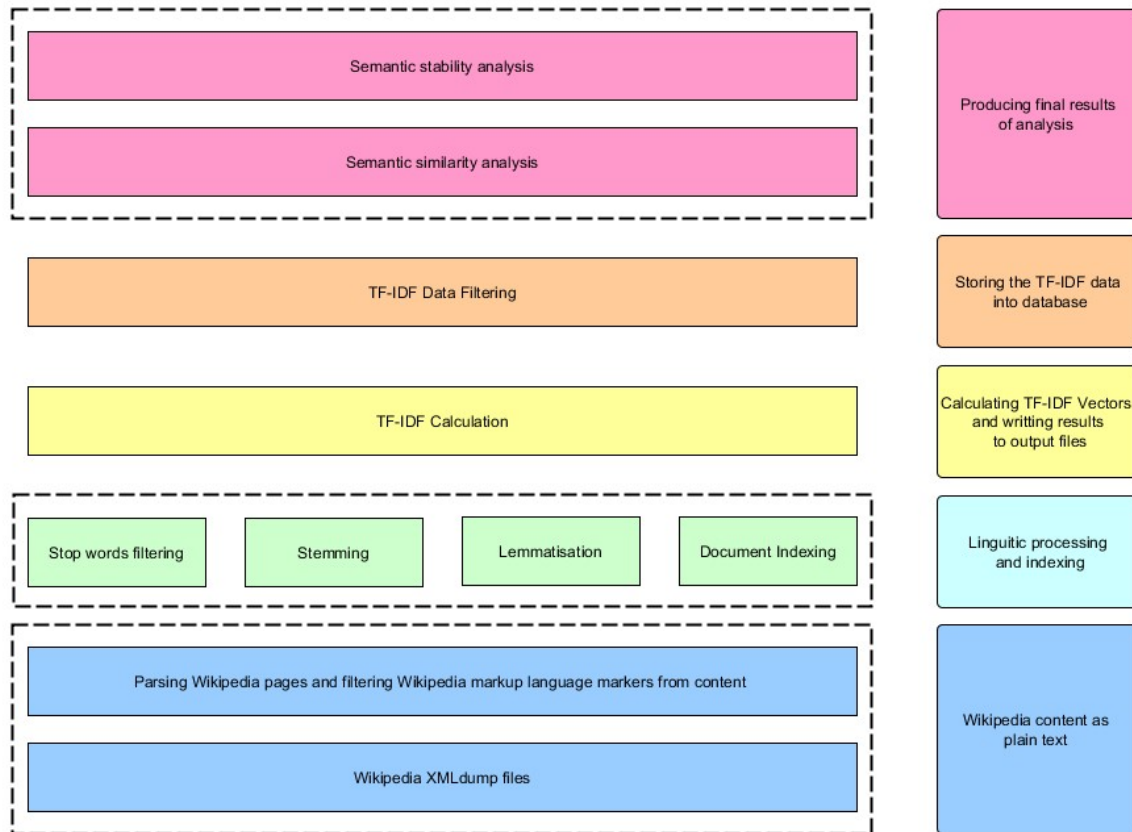 Semantic stability analysis
Semantic similarity analysis
Producing final results
of analysis
TF-IDF Data Filtering
Storing the TF-IDF data
into database
TF-IDF Calculation
Calculating TF-IDF Vectors
and writting results
to output files
Stop words filtering
Stemming
Lemmatisation
Document Indexing
Linguitic processing
and indexing
Parsing Wikipedia pages and filtering Wikipedia markup language markers from content
Wikipedia XMLdump files
Wikipedia content as
plain text